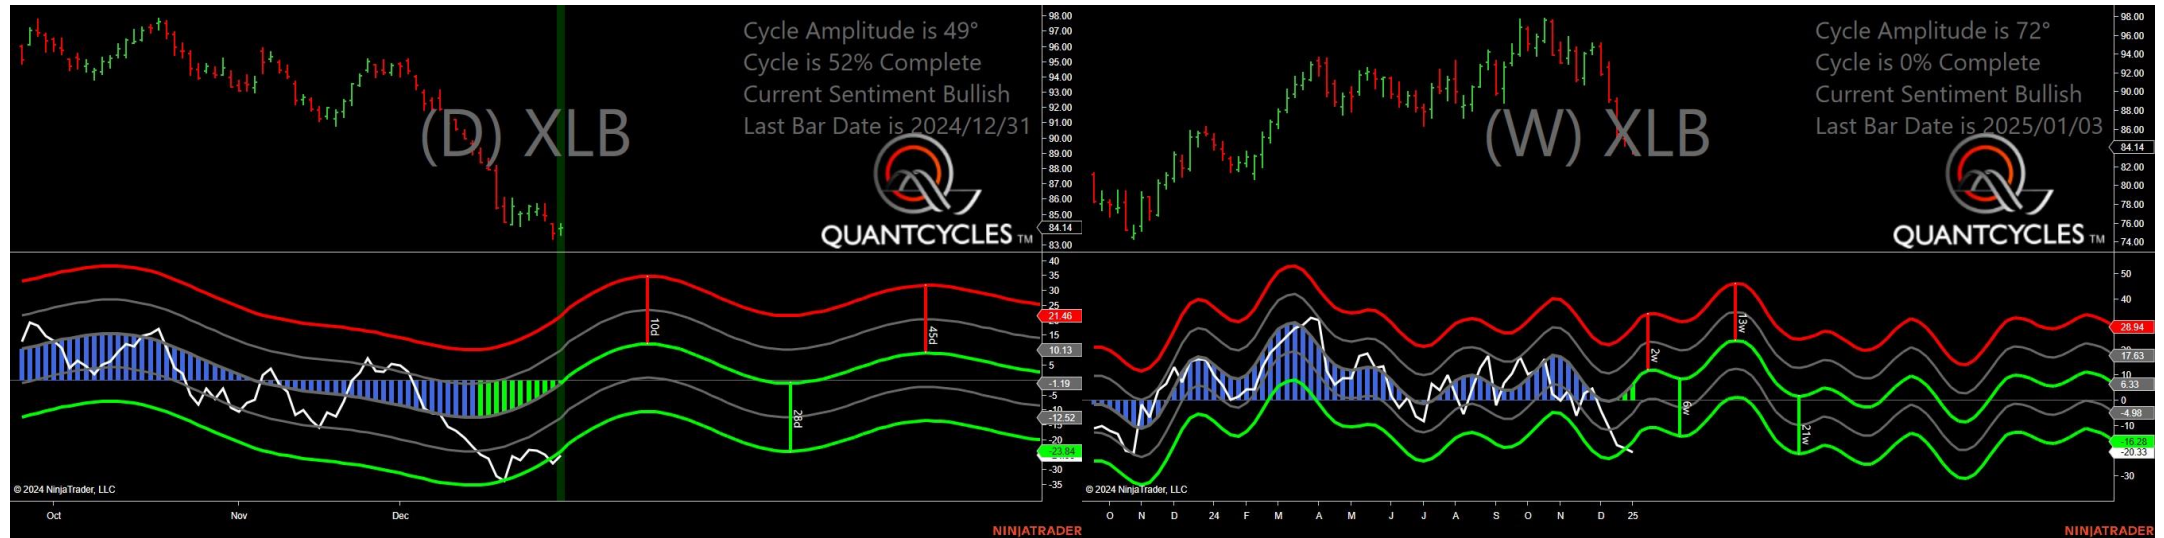 Cycle Amplitude is 49°
Cycle is 52% Complete
Current Sentiment Bullish
Last Bar Date is 2024/12/31
(D) XLB
QUANTCYCLES TM
98.00
97.00
96.00
95.00
94.00
93.00
92.00
91.00
90.00
89.00
88.00
87.00
86.00
85.00
84.14
83.00
40
35
30
25
21.46
15
10.13
5
-1.19
-5
-10
-12.52
-15
-20
-23.84
-30
-35
10d
28d
45d
© 2024 NinjaTrader, LLC
Oct Nov Dec
NINJATRADER
Cycle Amplitude is 72°
Cycle is 0% Complete
Current Sentiment Bullish
Last Bar Date is 2025/01/03
(W) XLB
QUANTCYCLES TM
98.00
96.00
94.00
92.00
90.00
88.00
86.00
84.14
82.00
80.00
78.00
76.00
74.00
50
40
28.94
20
17.63
10
6.33
0
-4.98
-10
-16.28
-20.33
-30
2w
6w
13w
21w
© 2024 NinjaTrader, LLC
O N D 24 F M A M J J A S O N D 25
NINJATRADER